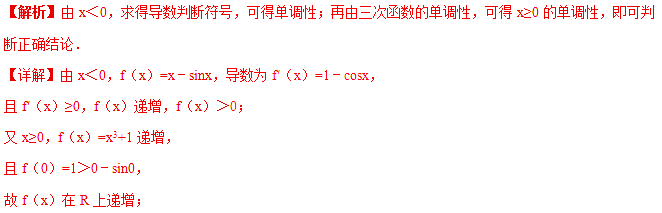 【解析】由 x＜0，求得导数判断符号，可得单调性；再由三次函数的单调性，可得 x≥0 的单调性，即可判
断正确结论．
【详解】由 x＜0，f（x）=x﹣sinx，导数为 f′（x）=1﹣cosx，
且 f′（x）≥0，f（x）递增，f（x）＞0；
又 x≥0，f（x）=x³+1 递增，
且 f（0）=1＞0﹣sin0，
故 f（x）在 R 上递增；